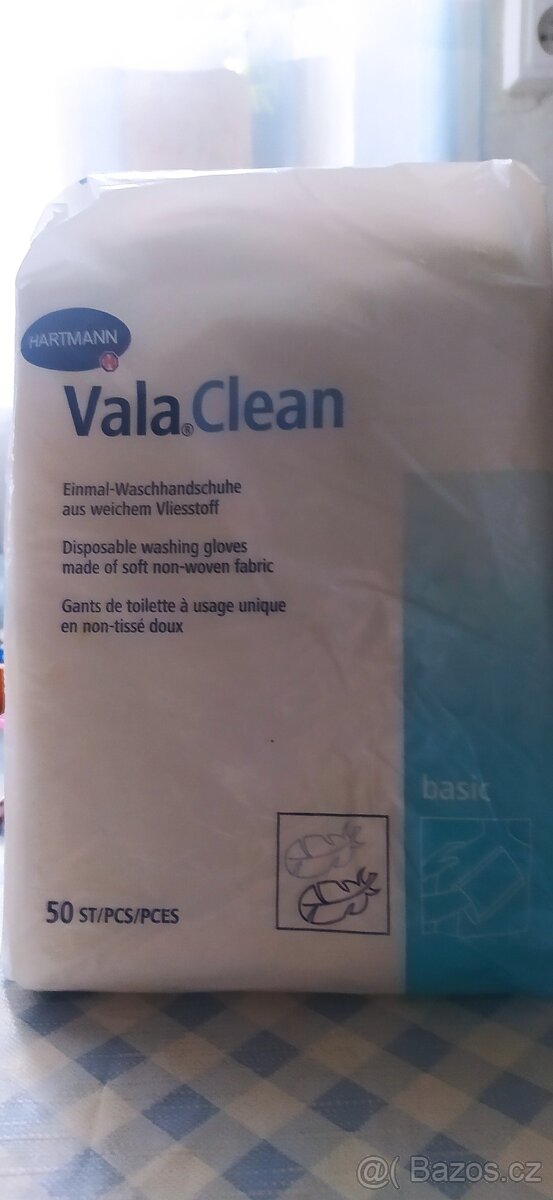 HARTMANN
Vala®Clean
Einmal-Waschhandschuhe
aus weichem Vliesstoff
Disposable washing gloves
made of soft non-woven fabric
Gants de toilette à usage unique
en non-tissé doux
basic
50 ST/PCS/PCES
@( Bazos.cz